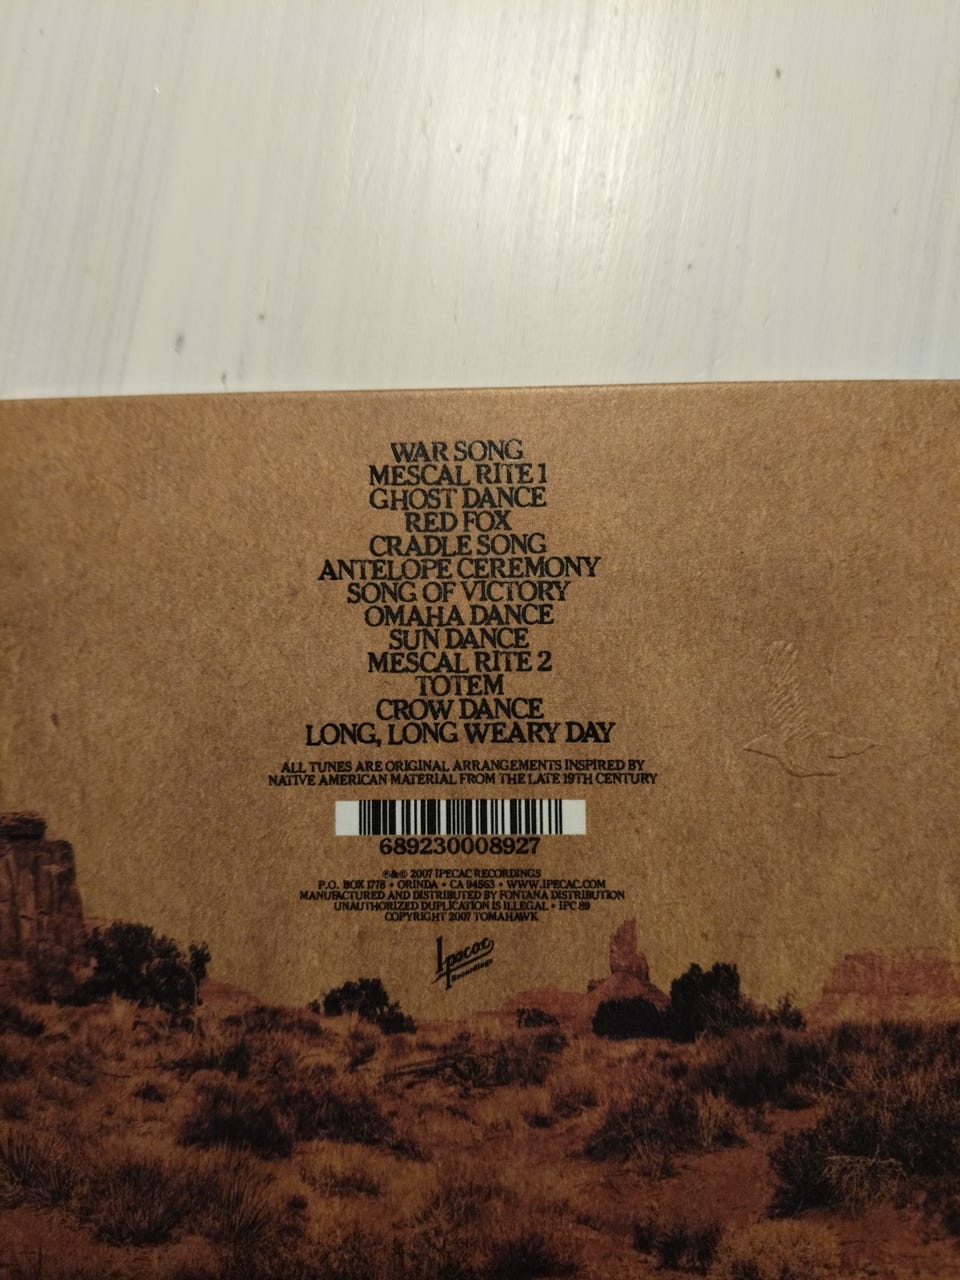 WAR SONG
MESCAL RITE 1
GHOST DANCE
RED FOX
CRADLE SONG
ANTELOPE CEREMONY
SONG OF VICTORY
OMAHA DANCE
SUN DANCE
MESCAL RITE 2
TOTEM
CROW DANCE
LONG, LONG WEARY DAY
ALL TUNES ARE ORIGINAL ARRANGEMENTS INSPIRED BY
NATIVE AMERICAN MATERIAL FROM THE LATE 19TH CENTURY
689230008927
℗&© 2007 IPECAC RECORDINGS
P.O. BOX 1778 • ORINDA • CA 94563 • WWW.IPECAC.COM
MANUFACTURED AND DISTRIBUTED BY FONTANA DISTRIBUTION
UNAUTHORIZED DUPLICATION IS ILLEGAL • IPC 89
COPYRIGHT 2007 TOMAHAWK
Ipecac
Recordings